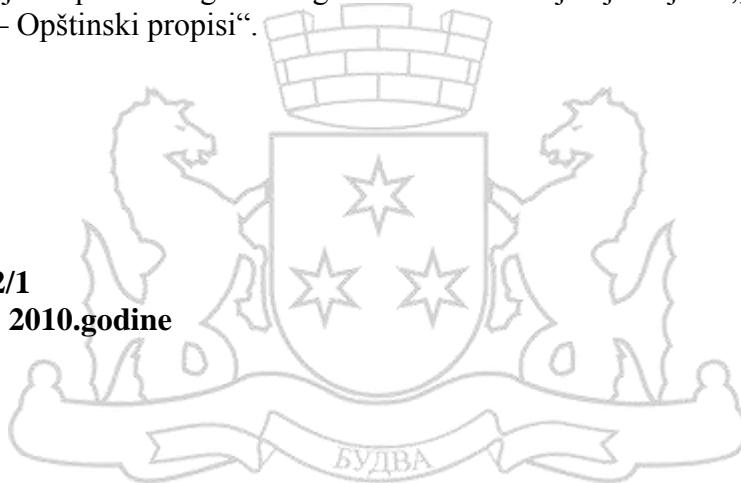 – Opštinski propisi“.
2/1
2010.godine
БУДВА